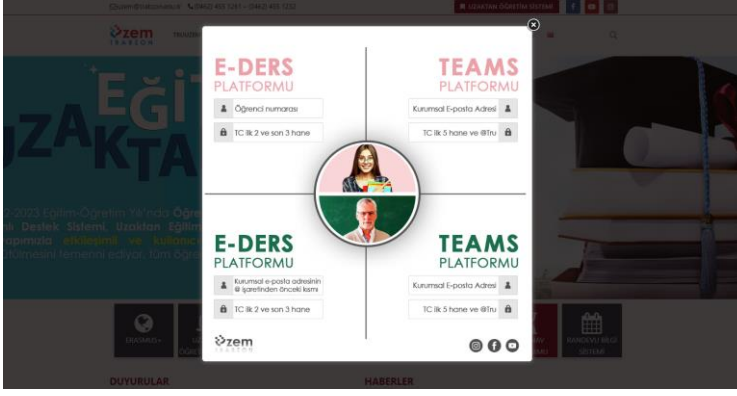 UZAKTAN ÖĞRETİM SİSTEMİ
üzem
TRABZON
E-DERS
PLATFORMU
Öğrenci numarası
TC ilk 2 ve son 3 hane
TEAMS
PLATFORMU
Kurumsal E-posta Adresi
TC ilk 5 hane ve @Tru
E-DERS
PLATFORMU
Kurumsal e-posta adresinin
@ işaretinden önceki kısmı
TC ilk 2 ve son 3 hane
TEAMS
PLATFORMU
Kurumsal E-posta Adresi
TC ilk 5 hane ve @Tru
üzem
TRABZON
RANDEVU BİLGİ
SİSTEMİ
DUYURULAR
HABERLER